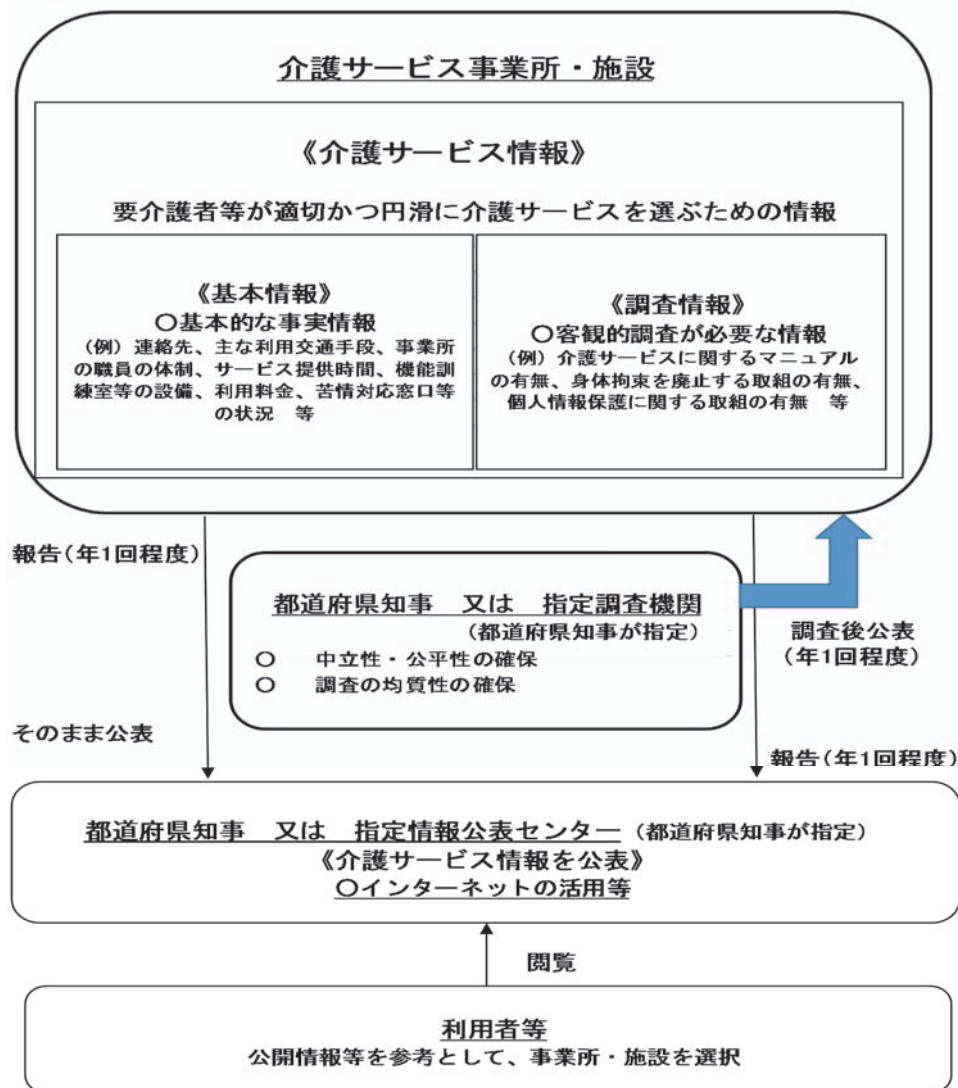 介護サービス事業所・施設
《介護サービス情報》
要介護者等が適切かつ円滑に介護サービスを選ぶための情報
《基本情報》
○基本的な事実情報
（例）連絡先、主な利用交通手段、事業所
の職員の体制、サービス提供時間、機能訓
練室等の設備、利用料金、苦情対応窓口等
の状況　等
《調査情報》
○客観的調査が必要な情報
（例）介護サービスに関するマニュアル
の有無、身体拘束を廃止する取組の有無、
個人情報保護に関する取組の有無　等
報告（年1回程度）
都道府県知事　又は　指定調査機関
（都道府県知事が指定）
○　中立性・公平性の確保
○　調査の均質性の確保
調査後公表
（年1回程度）
そのまま公表
報告（年1回程度）
都道府県知事　又は　指定情報公表センター（都道府県知事が指定）
《介護サービス情報を公表》
○インターネットの活用等
閲覧
利用者等
公開情報等を参考として、事業所・施設を選択